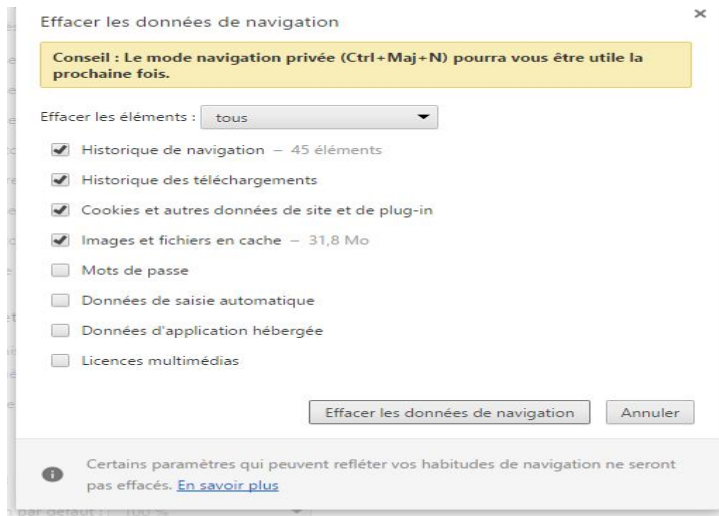 Effacer les données de navigation
Conseil : Le mode navigation privée (Ctrl+Maj+N) pourra vous être utile la
prochaine fois.
Effacer les éléments : tous
Historique de navigation – 45 éléments
Historique des téléchargements
Cookies et autres données de site et de plug-in
Images et fichiers en cache – 31,8 Mo
Mots de passe
Données de saisie automatique
Données d'application hébergée
Licences multimédias
Effacer les données de navigation Annuler
Certains paramètres qui peuvent refléter vos habitudes de navigation ne seront
pas effacés. En savoir plus
par défaut : 100 %